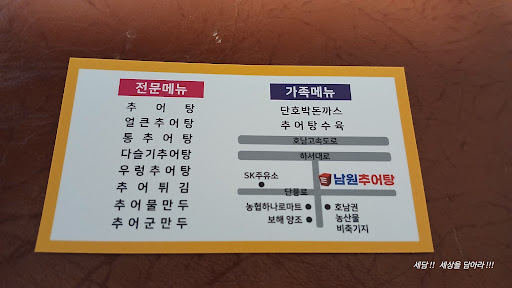 전문메뉴
추 어 탕
얼큰추어탕
통 추 어 탕
다슬기추어탕
우렁추어탕
추 어 튀 김
추어물만두
추어군만두
가족메뉴
단호박돈까스
추어탕수육
호남고속도로
하서대로
SK주유소
남원추어탕
단풍로
농협하나로마트
보해 양조
호남권
농산물
비축기지
세담!! 세상을 담아라!!!